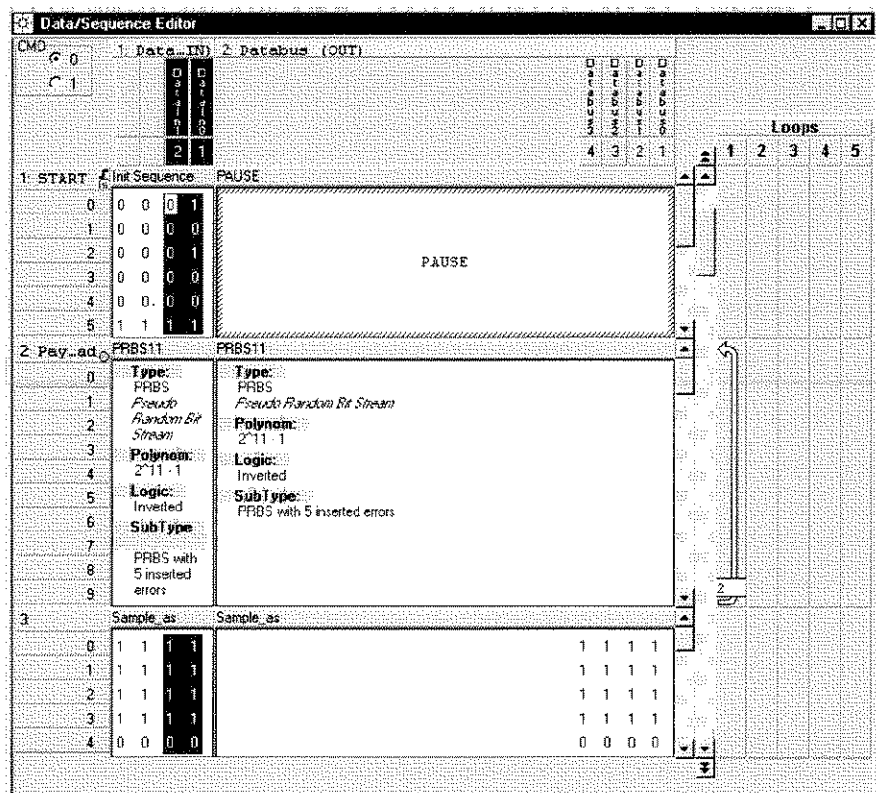 Data/Sequence Editor
CMD
0
1
1 Data_IN) 2 Databus (OUT)
DataIn1 DataIn0 Databus3 Databus2 Databus1 Databus0
Loops
2 1 4 3 2 1 1 2 3 4 5
1 START Init Sequence PAUSE
0 0 0 0 1
1 0 0 0 0
2 0 0 0 1
PAUSE
3 0 0 0 0
4 0 0. 0 0
5 1 1 1 1
2 Pay_ad PRBS11 PRBS11
0 1 2 3 4 5 6 7 8 9
Type:
PRBS
Pseudo
Random Bit
Stream
Polynom:
2^11 - 1
Logic:
Inverted
SubType
PRBS with
5 inserted
errors
Type:
PRBS
Pseudo Random Bit Stream
Polynom:
2^11 - 1
Logic:
Inverted
SubType:
PRBS with 5 inserted errors
2
3 Sample_as Sample_as
0 1 1 1 1 1 1 1 1
1 1 1 1 1 1 1 1 1
2 1 1 1 1 1 1 1 1
3 1 1 1 1 1 1 1 1
4 0 0 0 0 0 0 0 0